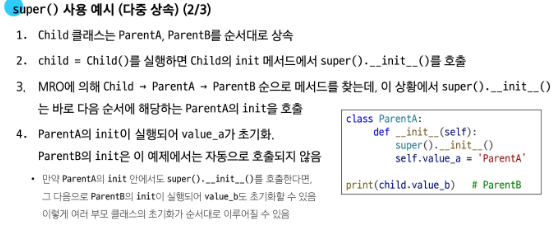 super() 사용 예시 (다중 상속) (2/3)
1. Child 클래스는 ParentA, ParentB를 순서대로 상속
2. child = Child()를 실행하면 Child의 init 메서드에서 super().__init__()를 호출
3. MRO에 의해 Child → ParentA → ParentB 순으로 메서드를 찾는데, 이 상황에서 super().__init__()
는 바로 다음 순서에 해당하는 ParentA의 init을 호출
4. ParentA의 init이 실행되어 value_a가 초기화.
ParentB의 init은 이 예제에서는 자동으로 호출되지 않음
• 만약 ParentA의 init 안에서도 super().__init__()를 호출한다면,
그 다음으로 ParentB의 init이 실행되어 value_b도 초기화할 수 있음
이렇게 여러 부모 클래스의 초기화가 순서대로 이루어질 수 있음
class ParentA:
    def __init__(self):
        super().__init__()
        self.value_a = 'ParentA'
print(child.value_b)   # ParentB